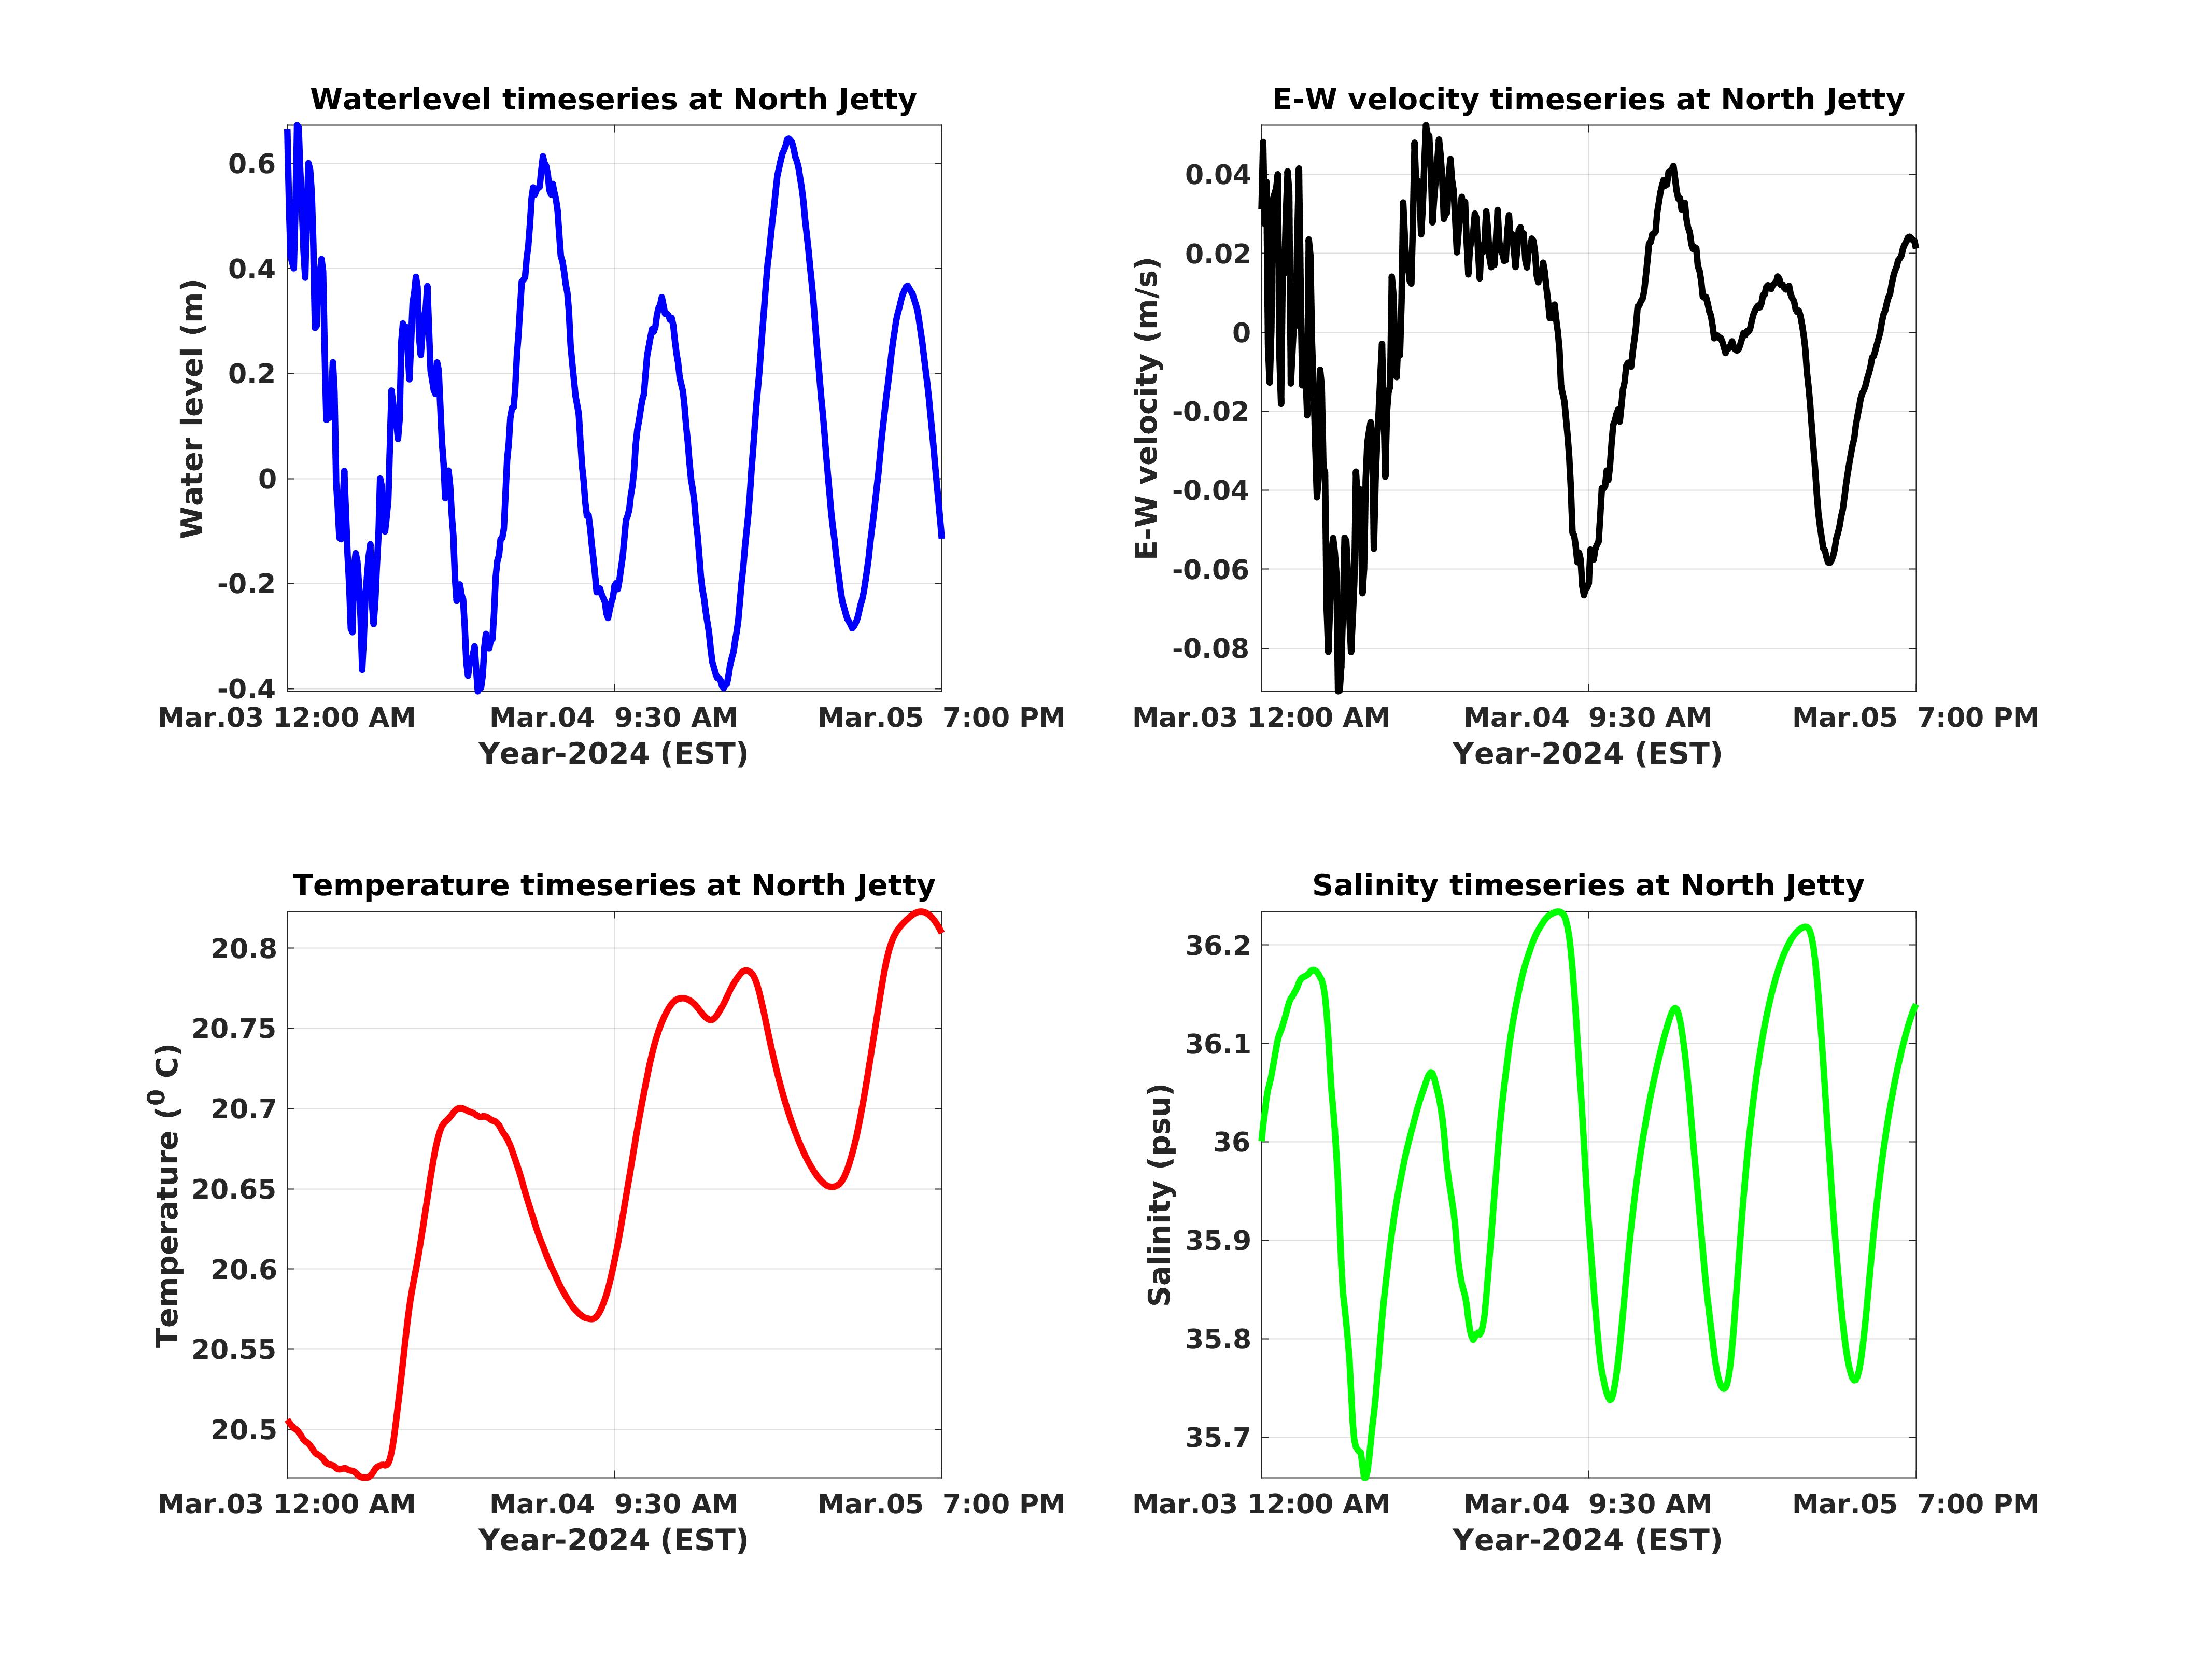 Waterlevel timeseries at North Jetty
0.6
0.4
0.2
0
-0.2
-0.4
Water level (m)
Mar.03 12:00 AM Mar.04 9:30 AM Mar.05 7:00 PM
Year-2024 (EST)
E-W velocity timeseries at North Jetty
0.04
0.02
0
-0.02
-0.04
-0.06
-0.08
E-W velocity (m/s)
Mar.03 12:00 AM Mar.04 9:30 AM Mar.05 7:00 PM
Year-2024 (EST)
Temperature timeseries at North Jetty
20.8
20.75
20.7
20.65
20.6
20.55
20.5
Temperature (⁰ C)
Mar.03 12:00 AM Mar.04 9:30 AM Mar.05 7:00 PM
Year-2024 (EST)
Salinity timeseries at North Jetty
36.2
36.1
36
35.9
35.8
35.7
Salinity (psu)
Mar.03 12:00 AM Mar.04 9:30 AM Mar.05 7:00 PM
Year-2024 (EST)